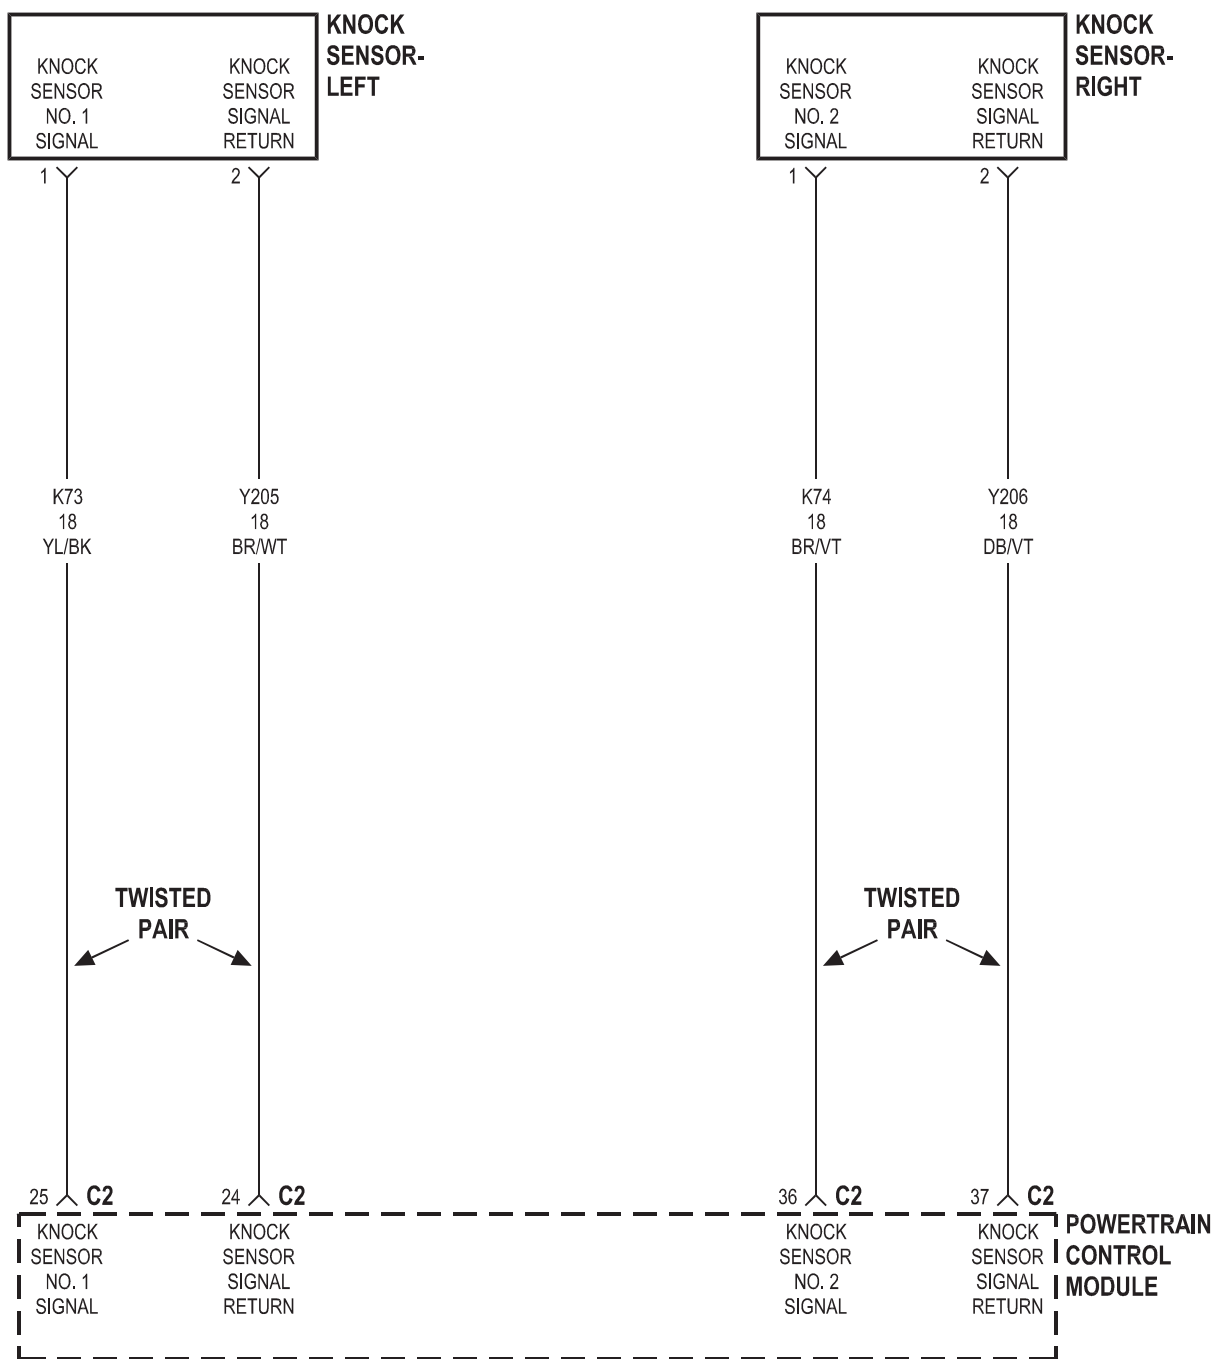 KNOCK
SENSOR-
LEFT
KNOCK
SENSOR
NO. 1
SIGNAL
KNOCK
SENSOR
SIGNAL
RETURN
1
2
KNOCK
SENSOR-
RIGHT
KNOCK
SENSOR
NO. 2
SIGNAL
KNOCK
SENSOR
SIGNAL
RETURN
1
2
K73
18
YL/BK
Y205
18
BR/WT
K74
18
BR/VT
Y206
18
DB/VT
TWISTED
PAIR
TWISTED
PAIR
25 C2
24 C2
36 C2
37 C2
KNOCK
SENSOR
NO. 1
SIGNAL
KNOCK
SENSOR
SIGNAL
RETURN
KNOCK
SENSOR
NO. 2
SIGNAL
KNOCK
SENSOR
SIGNAL
RETURN
POWERTRAIN
CONTROL
MODULE